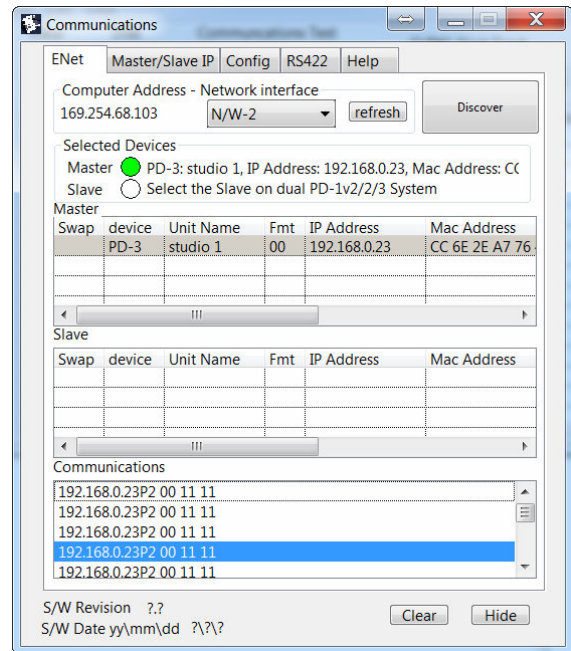 Communications
ENet Master/Slave IP Config RS422 Help
Computer Address - Network interface
169.254.68.103 N/W-2 refresh Discover
Selected Devices
Master PD-3: studio 1, IP Address: 192.168.0.23, Mac Address: CC
Slave Select the Slave on dual PD-1v2/2/3 System
Master
Swap device Unit Name Fmt IP Address Mac Address
PD-3 studio 1 00 192.168.0.23 CC 6E 2E A7 76
Slave
Swap device Unit Name Fmt IP Address Mac Address
Communications
192.168.0.23P2 00 11 11
192.168.0.23P2 00 11 11
192.168.0.23P2 00 11 11
192.168.0.23P2 00 11 11
192.168.0.23P2 00 11 11
S/W Revision ?.?
Clear Hide
S/W Date yy\mm\dd ?\?\?